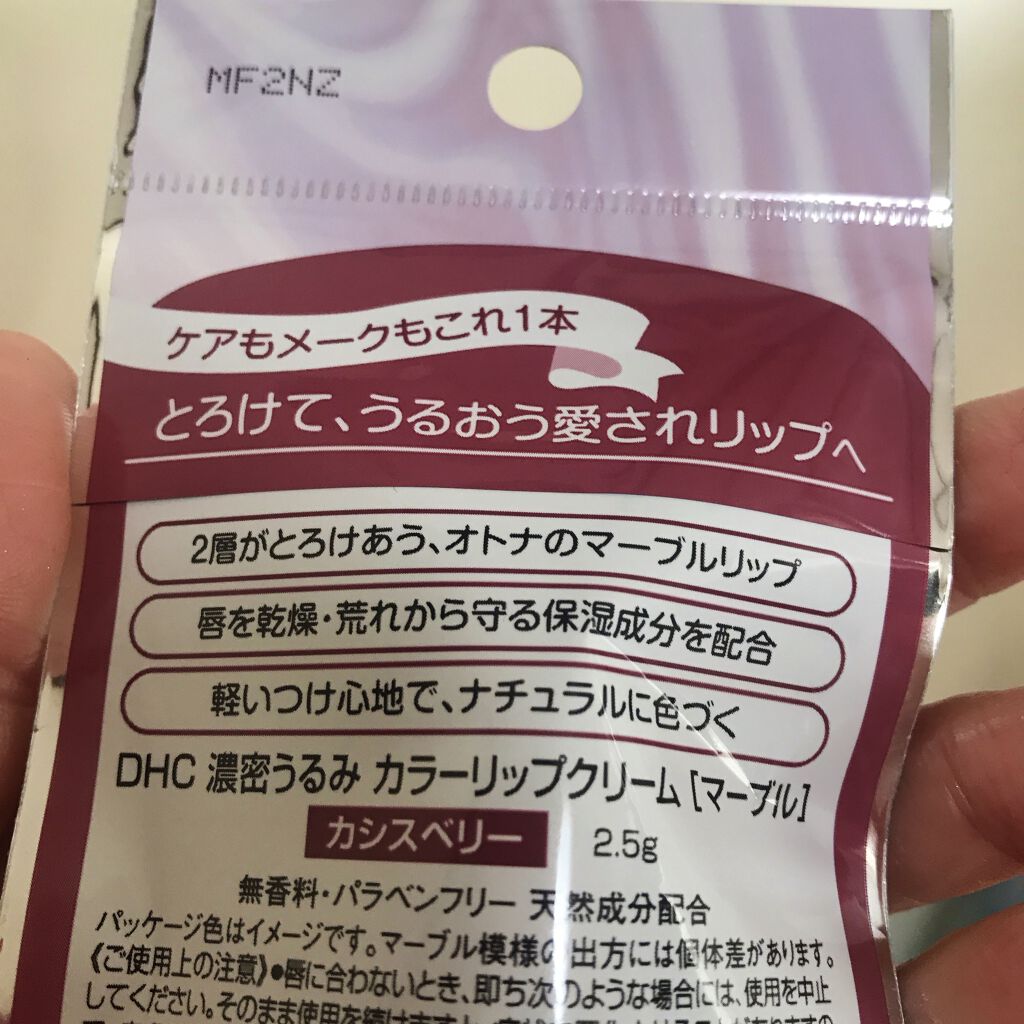 MF2NZ
ケアもメークもこれ1本
とろけて、うるおう愛されリップへ
2層がとろけあう、オトナのマーブルリップ
唇を乾燥・荒れから守る保湿成分を配合
軽いつけ心地で、ナチュラルに色づく
DHC 濃密うるみ カラーリップクリーム [マーブル]
カシスベリー 2.5g
無香料・パラベンフリー 天然成分配合
パッケージ色はイメージです。マーブル模様の出方には個体差があります。
《ご使用上の注意》●唇に合わないとき、即ち次のような場合には、使用を中止
してください。そのまま使用を続けますと、